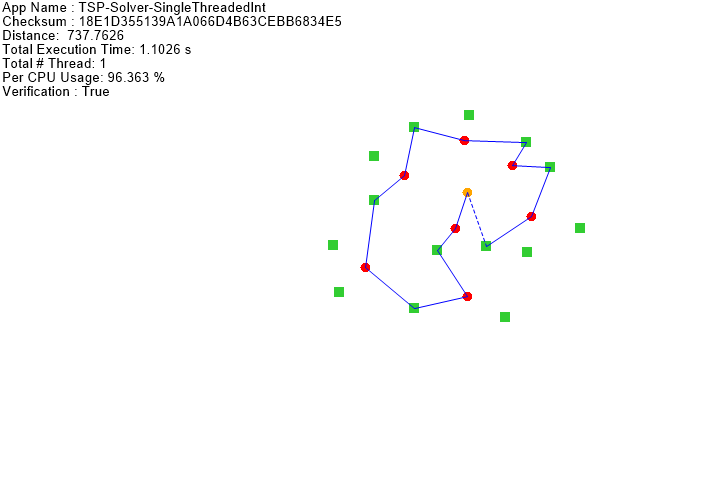 App Name : TSP-Solver-SingleThreadedInt
Checksum : 18E1D355139A1A066D4B63CEBB6834E5
Distance:  737.7626
Total Execution Time: 1.1026 s
Total # Thread: 1
Per CPU Usage: 96.363 %
Verification : True